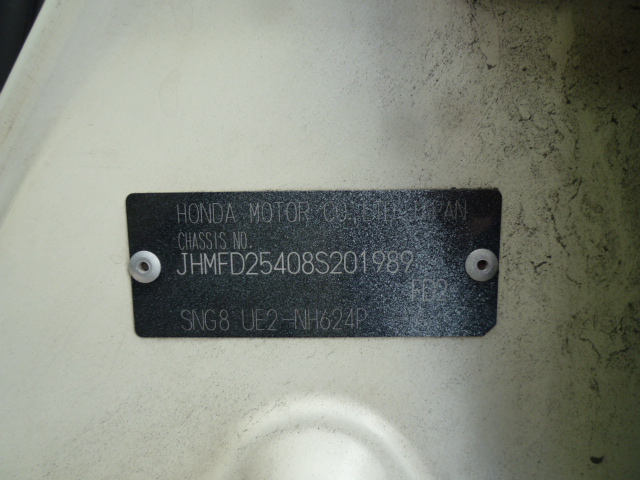 HONDA MOTOR CO.,LTD.JAPAN
CHASSIS NO.
JHMFD25408S201989
FD2
SNG8 UE2-NH624P